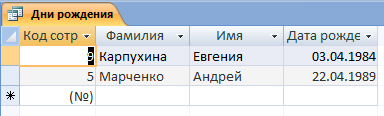 Дни рождения
Код сотр Фамилия Имя Дата рожде
9 Карпухина Евгения 03.04.1984
5 Марченко Андрей 22.04.1989
(№)